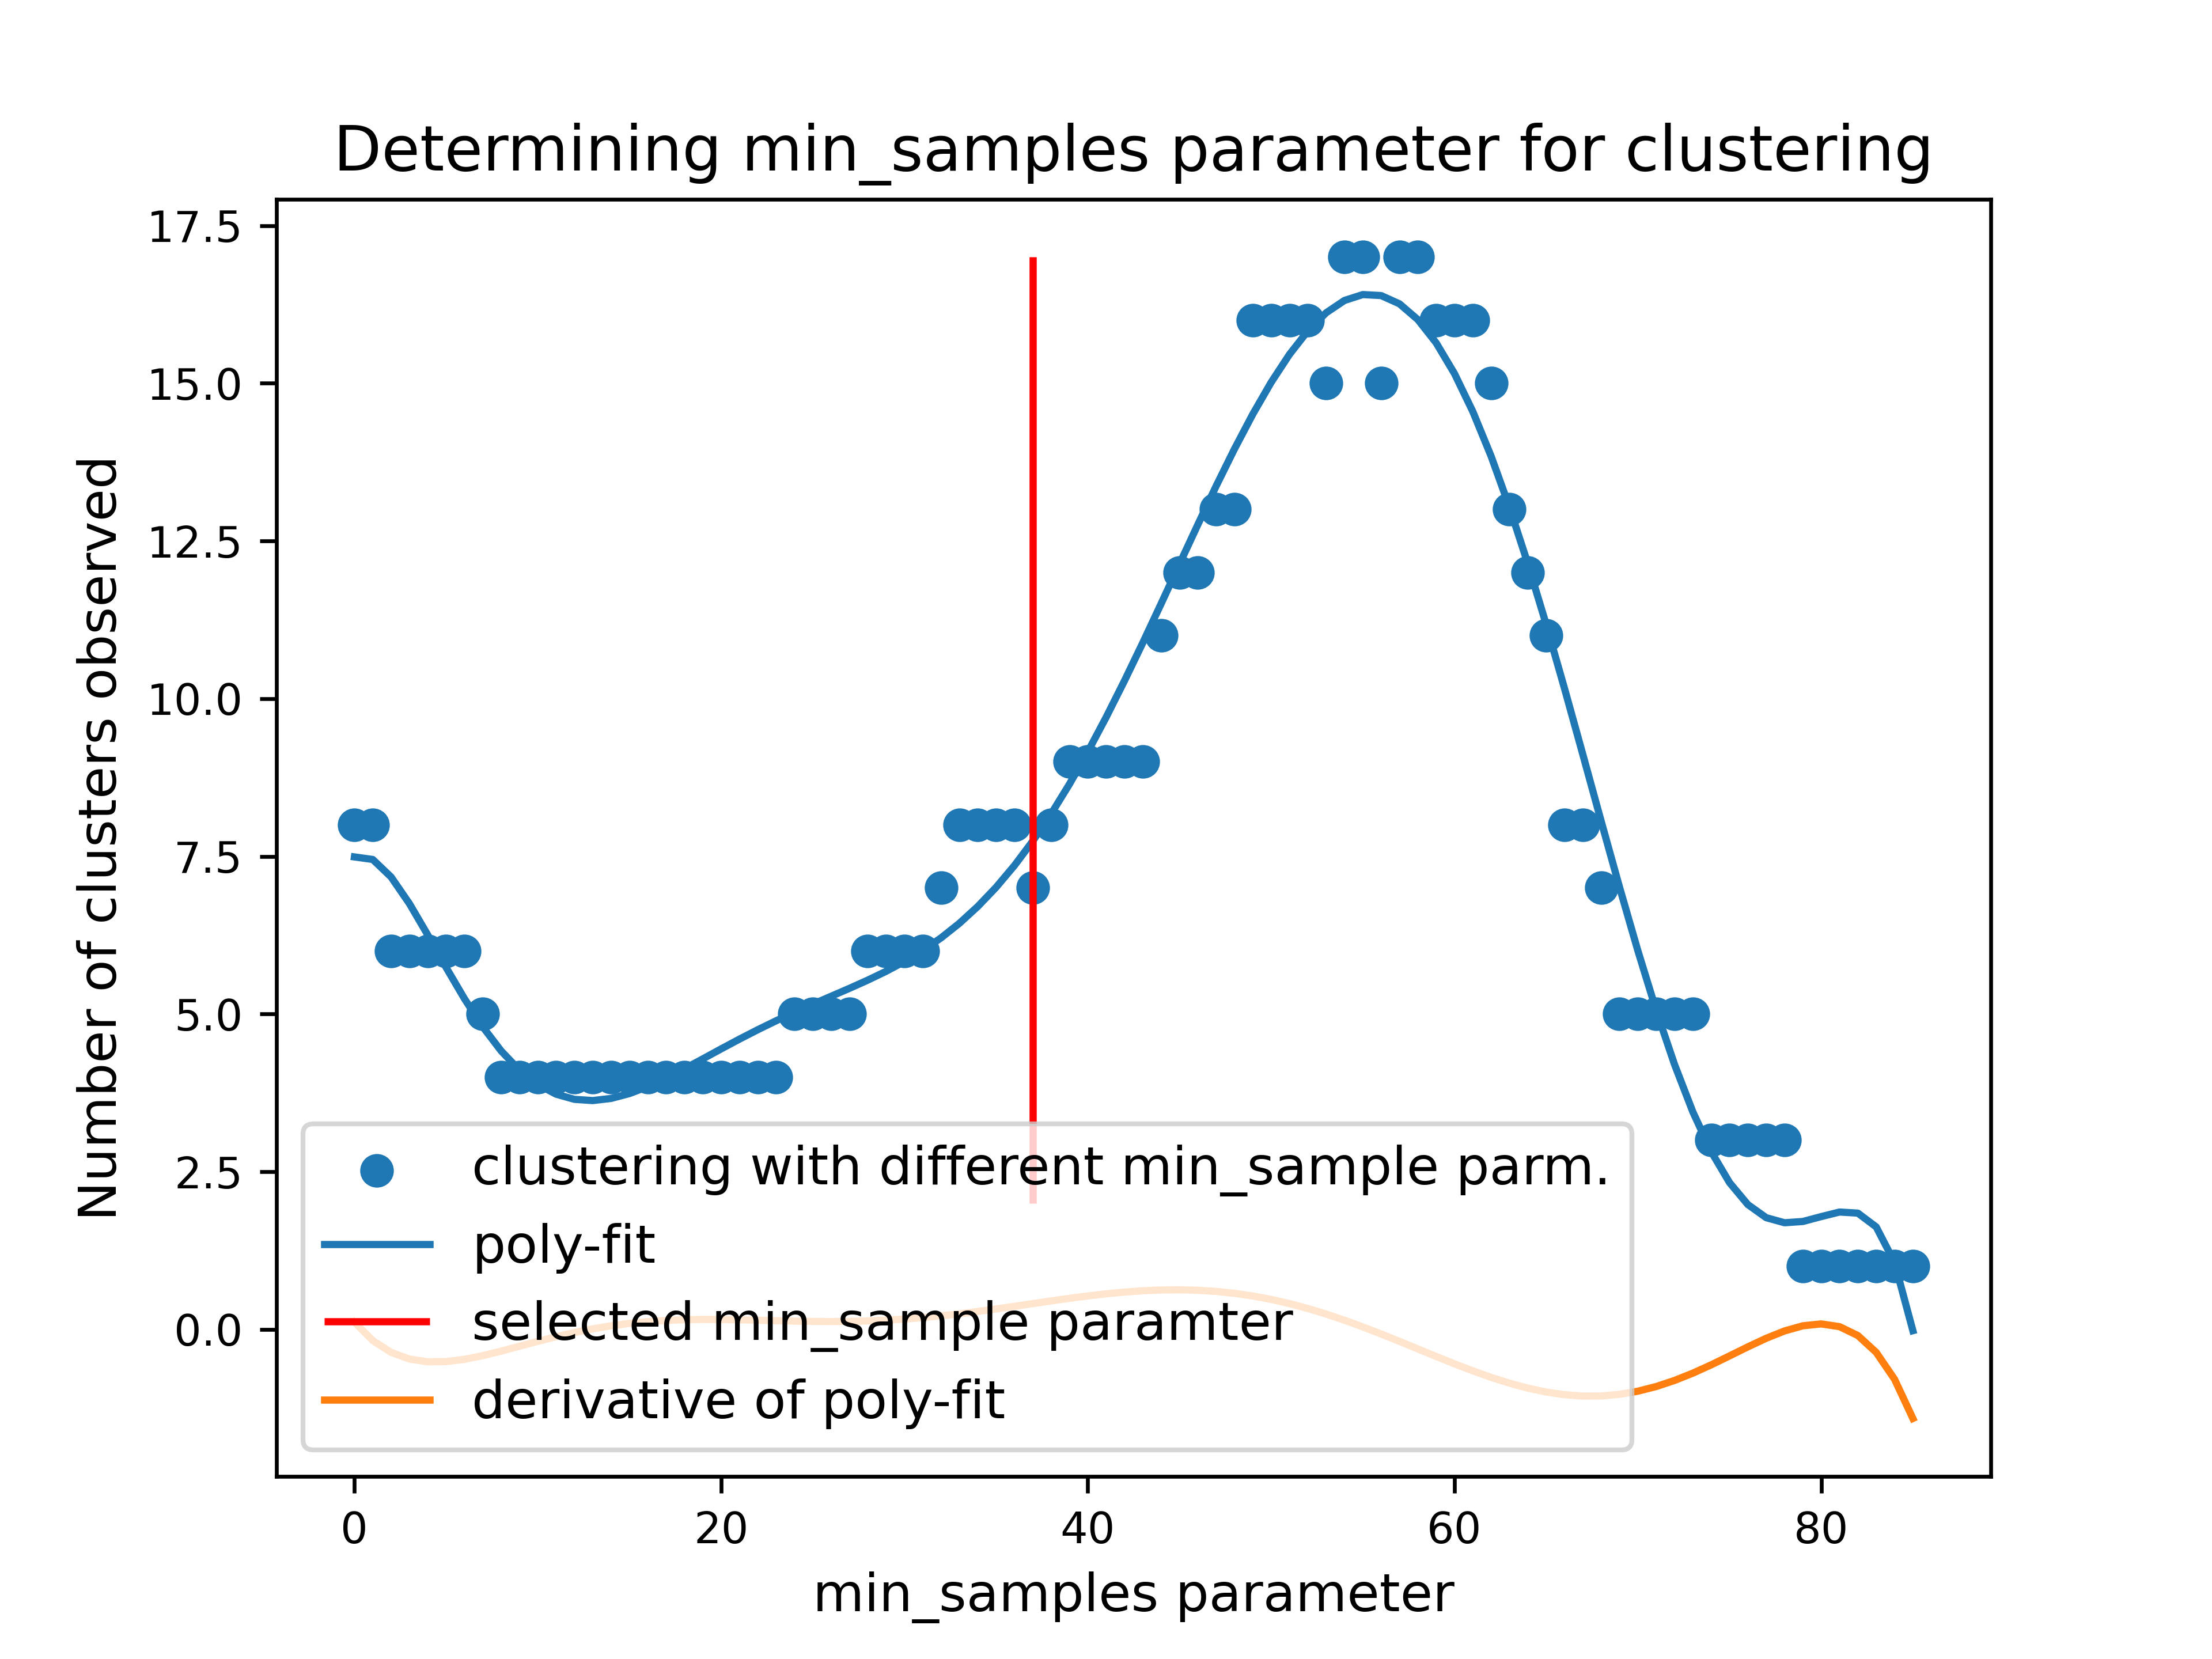 Determining min_samples parameter for clustering
Number of clusters observed
17.5
15.0
12.5
10.0
7.5
5.0
2.5
0.0
clustering with different min_sample parm.
poly-fit
selected min_sample paramter
derivative of poly-fit
0 20 40 60 80
min_samples parameter